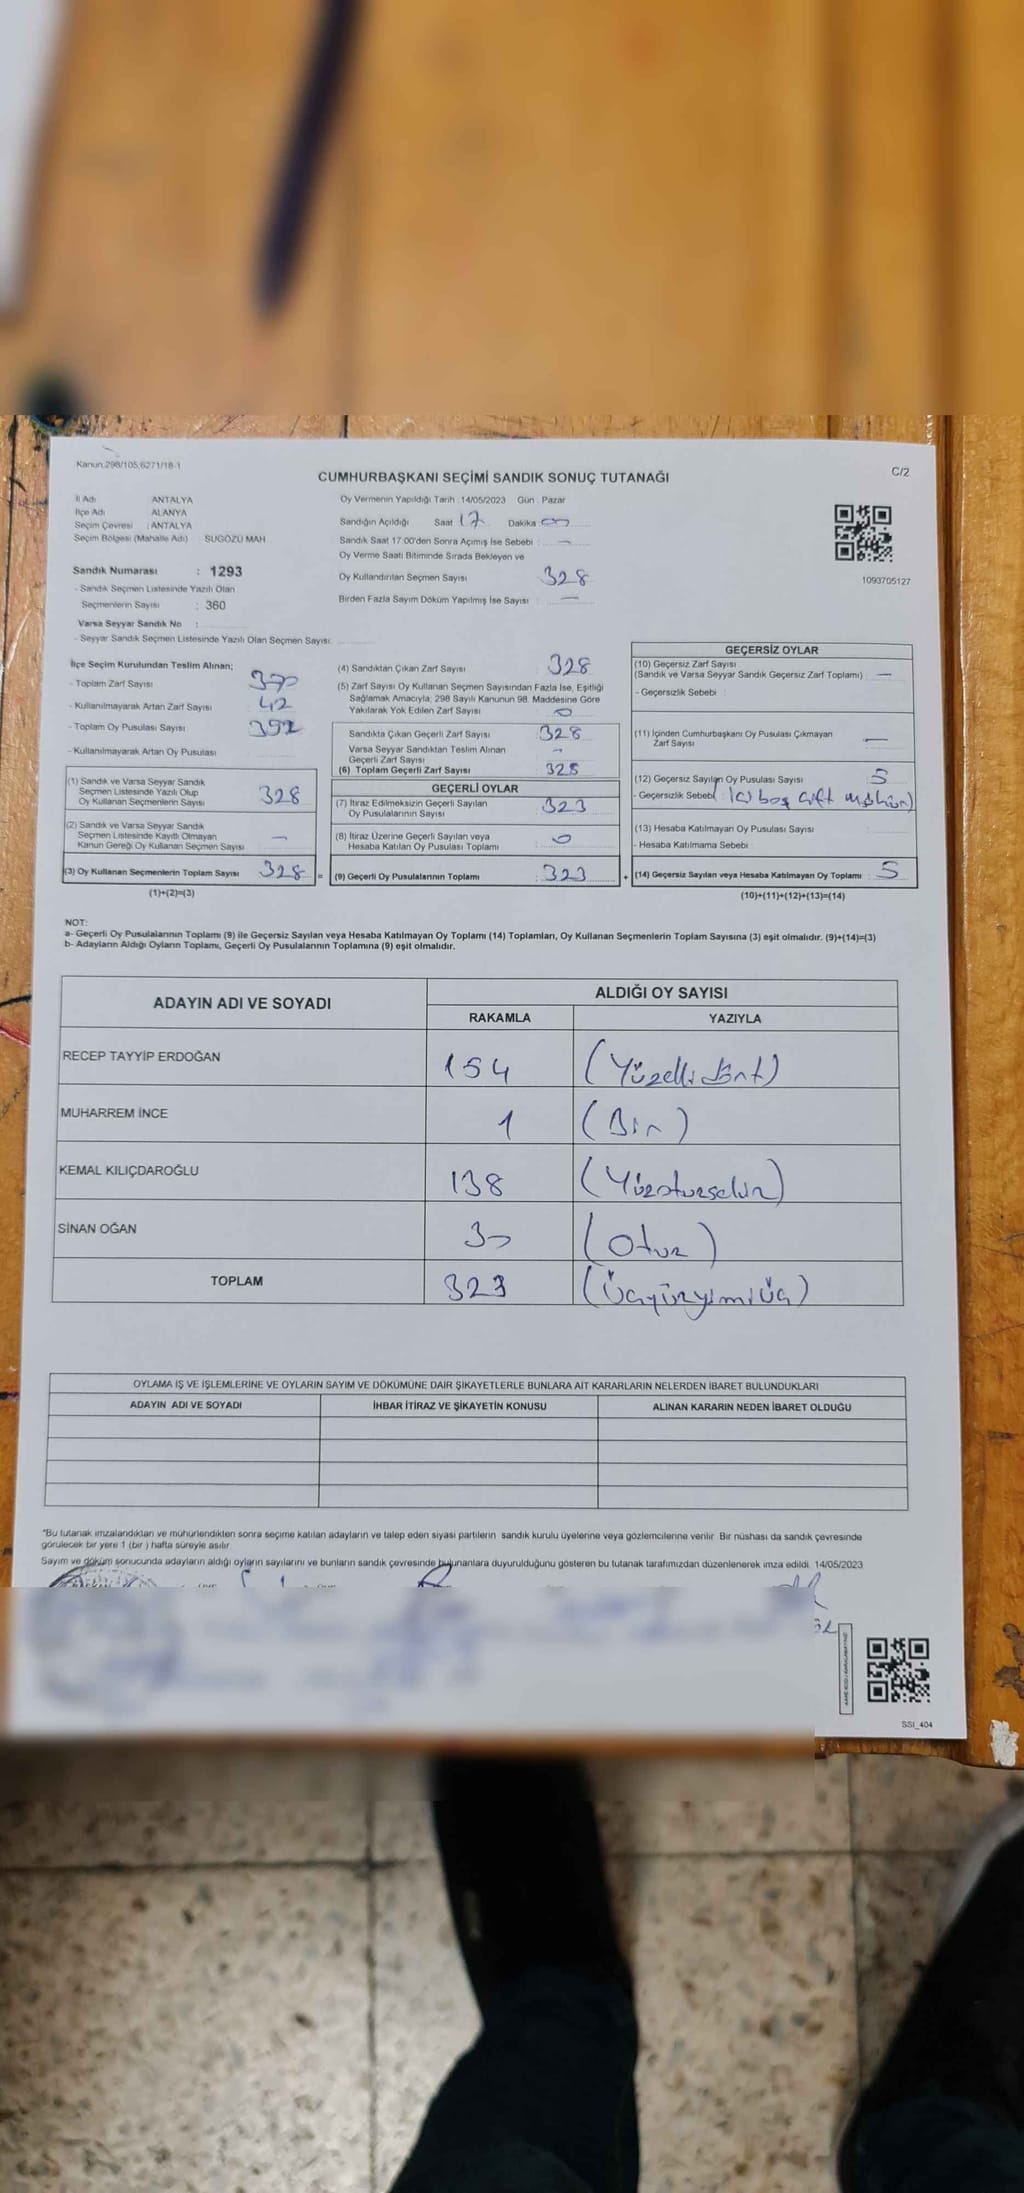 Kanun;298/105;6271/18-1
C/2
CUMHURBAŞKANI SEÇİMİ SANDIK SONUÇ TUTANAĞI
İl Adı ANTALYA
İlçe Adı ALANYA
Seçim Çevresi : ANTALYA
Seçim Bölgesi (Mahalle Adı) SUGÖZÜ MAH.
Sandık Numarası : 1293
- Sandık Seçmen Listesinde Yazılı Olan
Seçmenlerin Sayısı : 360
Varsa Seyyar Sandık No :
- Seyyar Sandık Seçmen Listesinde Yazılı Olan Seçmen Sayısı:
Oy Vermenin Yapıldığı Tarih : 14/05/2023 Gün : Pazar
Sandığın Açıldığı Saat 17 Dakika 00
Sandık Saat 17:00'den Sonra Açımış İse Sebebi : —
Oy Verme Saati Bitiminde Sırada Bekleyen ve
Oy Kullandırılan Seçmen Sayısı 328
Birden Fazla Sayım Döküm Yapılmış İse Sayısı : —
1093705127
İlçe Seçim Kurulundan Teslim Alınan;
- Toplam Zarf Sayısı 370
- Kullanılmayarak Artan Zarf Sayısı 42
- Toplam Oy Pusulası Sayısı 392
- Kullanılmayarak Artan Oy Pusulası
(1) Sandık ve Varsa Seyyar Sandık
Seçmen Listesinde Yazılı Olup
Oy Kullanan Seçmenlerin Sayısı 328
(2) Sandık ve Varsa Seyyar Sandık
Seçmen Listesinde Kayıtlı Olmayan
Kanun Gereği Oy Kullanan Seçmen Sayısı —
(3) Oy Kullanan Seçmenlerin Toplam Sayısı 328 =
(1)+(2)=(3)
(4) Sandıktan Çıkan Zarf Sayısı : 328
(5) Zarf Sayısı Oy Kullanan Seçmen Sayısından Fazla İse, Eşitliği
Sağlamak Amacıyla; 298 Sayılı Kanunun 98. Maddesine Göre
Yakılarak Yok Edilen Zarf Sayısı 0
Sandıkta Çıkan Geçerli Zarf Sayısı : 328
Varsa Seyyar Sandıktan Teslim Alınan
Geçerli Zarf Sayısı —
(6) Toplam Geçerli Zarf Sayısı 328
GEÇERLİ OYLAR
(7) İtiraz Edilmeksizin Geçerli Sayılan
Oy Pusulalarının Sayısı : 323
(8) İtiraz Üzerine Geçerli Sayılan veya
Hesaba Katılan Oy Pusulası Toplamı : 0
(9) Geçerli Oy Pusulalarının Toplamı : 323 +
GEÇERSİZ OYLAR
(10) Geçersiz Zarf Sayısı
(Sandık ve Varsa Seyyar Sandık Geçersiz Zarf Toplamı) —
- Geçersizlik Sebebi :
(11) İçinden Cumhurbaşkanı Oy Pusulası Çıkmayan
Zarf Sayısı —
(12) Geçersiz Sayılan Oy Pusulası Sayısı 5
- Geçersizlik Sebebi : içi boş çift mühür)
(13) Hesaba Katılmayan Oy Pusulası Sayısı
- Hesaba Katılmama Sebebi :
(14) Geçersiz Sayılan veya Hesaba Katılmayan Oy Toplamı : 5
(10)+(11)+(12)+(13)=(14)
NOT:
a- Geçerli Oy Pusulalarının Toplamı (9) ile Geçersiz Sayılan veya Hesaba Katılmayan Oy Toplamı (14) Toplamları, Oy Kullanan Seçmenlerin Toplam Sayısına (3) eşit olmalıdır. (9)+(14)=(3)
b- Adayların Aldığı Oyların Toplamı, Geçerli Oy Pusulalarının Toplamına (9) eşit olmalıdır.
ADAYIN ADI VE SOYADI ALDIĞI OY SAYISI
RAKAMLA YAZIYLA
RECEP TAYYİP ERDOĞAN 154 (Yüzellidört)
MUHARREM İNCE 1 (Bir)
KEMAL KILIÇDAROĞLU 138 (Yüzotuzsekiz)
SİNAN OĞAN 30 (Otuz)
TOPLAM 323 (Üçyüzyirmiüç)
OYLAMA İŞ VE İŞLEMLERİNE VE OYLARIN SAYIM VE DÖKÜMÜNE DAİR ŞİKAYETLERLE BUNLARA AİT KARARLARIN NELERDEN İBARET BULUNDUKLARI
ADAYIN ADI VE SOYADI İHBAR İTİRAZ VE ŞİKAYETİN KONUSU ALINAN KARARIN NEDEN İBARET OLDUĞU
"Bu tutanak imzalandıktan ve mühürlendikten sonra seçime katılan adayların ve talep eden siyasi partilerin sandık kurulu üyelerine veya gözlemcilerine verilir. Bir nüshası da sandık çevresinde
görülecek bir yere 1 (bir ) hafta süreyle asılır.
Sayım ve döküm sonucunda adayların aldığı oyların sayılarını ve bunların sandık çevresinde bulunanlara duyurulduğunu gösteren bu tutanak tarafımızdan düzenlenerek imza edildi. 14/05/2023
SSI_404